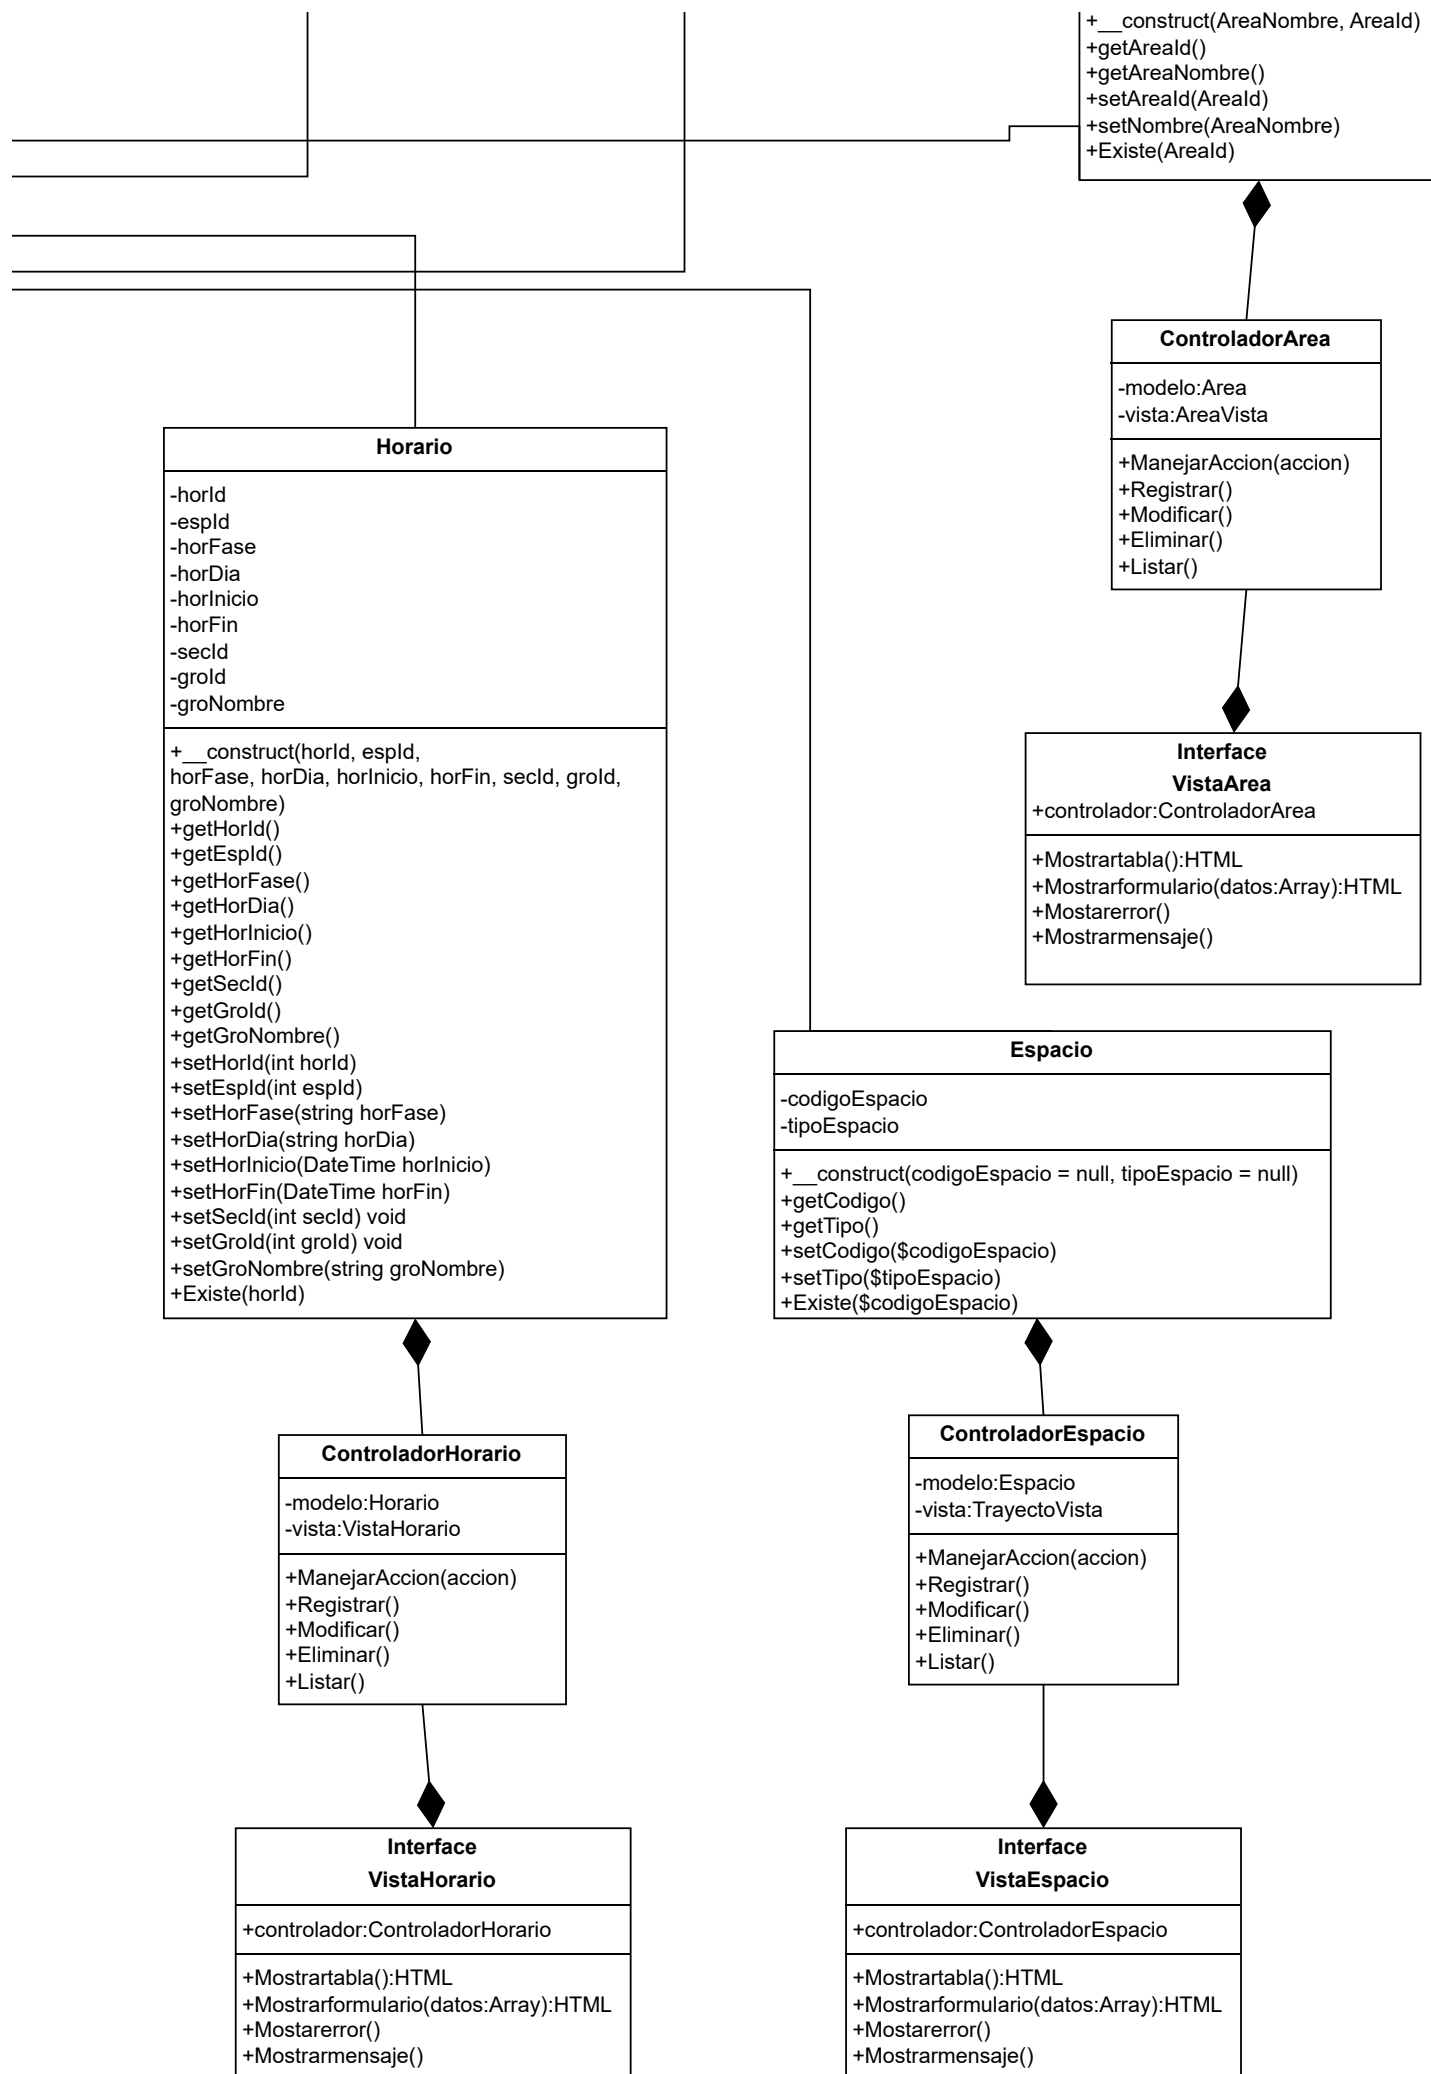 +__construct(AreaNombre, AreaId)
+getAreaId()
+getAreaNombre()
+setAreaId(AreaId)
+setNombre(AreaNombre)
+Existe(AreaId)
ControladorArea
-modelo:Area
-vista:AreaVista
+ManejarAccion(accion)
+Registrar()
+Modificar()
+Eliminar()
+Listar()
Interface
VistaArea
+controlador:ControladorArea
+Mostrartabla():HTML
+Mostrarformulario(datos:Array):HTML
+Mostarerror()
+Mostrarmensaje()
Horario
-horId
-espId
-horFase
-horDia
-horInicio
-horFin
-secId
-groId
-groNombre
+__construct(horId, espId,
horFase, horDia, horInicio, horFin, secId, groId,
groNombre)
+getHorId()
+getEspId()
+getHorFase()
+getHorDia()
+getHorInicio()
+getHorFin()
+getSecId()
+getGroId()
+getGroNombre()
+setHorId(int horId)
+setEspId(int espId)
+setHorFase(string horFase)
+setHorDia(string horDia)
+setHorInicio(DateTime horInicio)
+setHorFin(DateTime horFin)
+setSecId(int secId) void
+setGroId(int groId) void
+setGroNombre(string groNombre)
+Existe(horId)
Espacio
-codigoEspacio
-tipoEspacio
+__construct(codigoEspacio = null, tipoEspacio = null)
+getCodigo()
+getTipo()
+setCodigo($codigoEspacio)
+setTipo($tipoEspacio)
+Existe($codigoEspacio)
ControladorHorario
-modelo:Horario
-vista:VistaHorario
+ManejarAccion(accion)
+Registrar()
+Modificar()
+Eliminar()
+Listar()
ControladorEspacio
-modelo:Espacio
-vista:TrayectoVista
+ManejarAccion(accion)
+Registrar()
+Modificar()
+Eliminar()
+Listar()
Interface
VistaHorario
+controlador:ControladorHorario
+Mostrartabla():HTML
+Mostrarformulario(datos:Array):HTML
+Mostarerror()
+Mostrarmensaje()
Interface
VistaEspacio
+controlador:ControladorEspacio
+Mostrartabla():HTML
+Mostrarformulario(datos:Array):HTML
+Mostarerror()
+Mostrarmensaje()